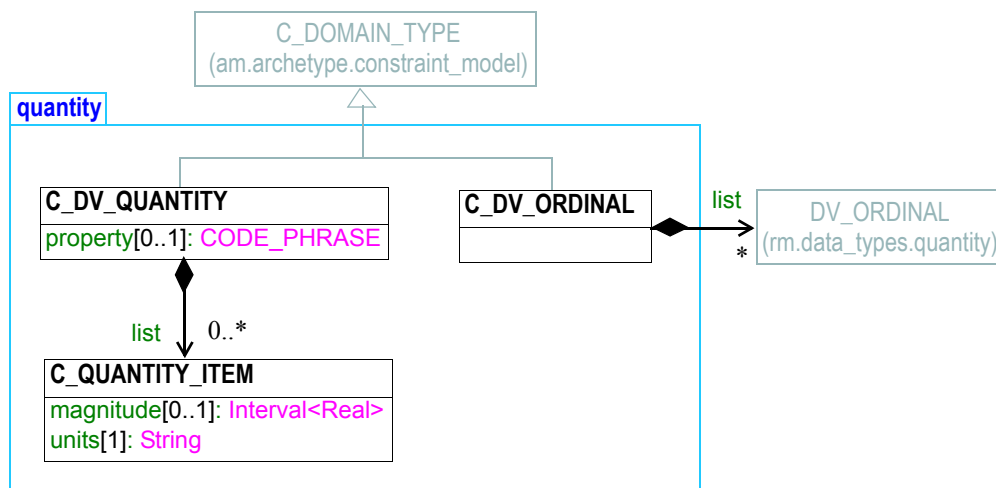 C_DOMAIN_TYPE
(am.archetype.constraint_model)
quantity
C_DV_QUANTITY
property[0..1]: CODE_PHRASE
C_DV_ORDINAL
list
*
DV_ORDINAL
(rm.data_types.quantity)
list
0..*
C_QUANTITY_ITEM
magnitude[0..1]: Interval<Real>
units[1]: String